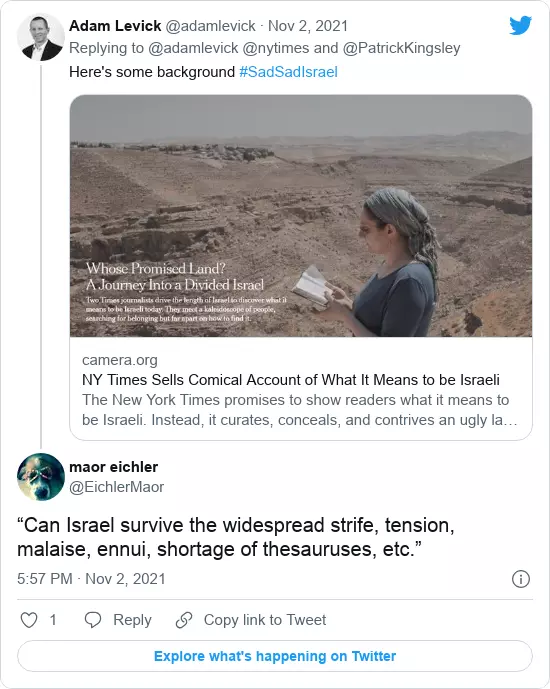 Adam Levick @adamlevick · Nov 2, 2021
Replying to @adamlevick @nytimes and @PatrickKingsley
Here's some background #SadSadIsrael
Whose Promised Land?
A Journey Into a Divided Israel
Two Times journalists drive the length of Israel to discover what it
means to be Israeli today. They meet a kaleidoscope of people,
searching for belonging but far apart on how to find it.
camera.org
NY Times Sells Comical Account of What It Means to be Israeli
The New York Times promises to show readers what it means to
be Israeli. Instead, it curates, conceals, and contrives an ugly la…
maor eichler
@EichlerMaor
“Can Israel survive the widespread strife, tension,
malaise, ennui, shortage of thesauruses, etc.”
5:57 PM · Nov 2, 2021
1 Reply Copy link to Tweet
Explore what's happening on Twitter